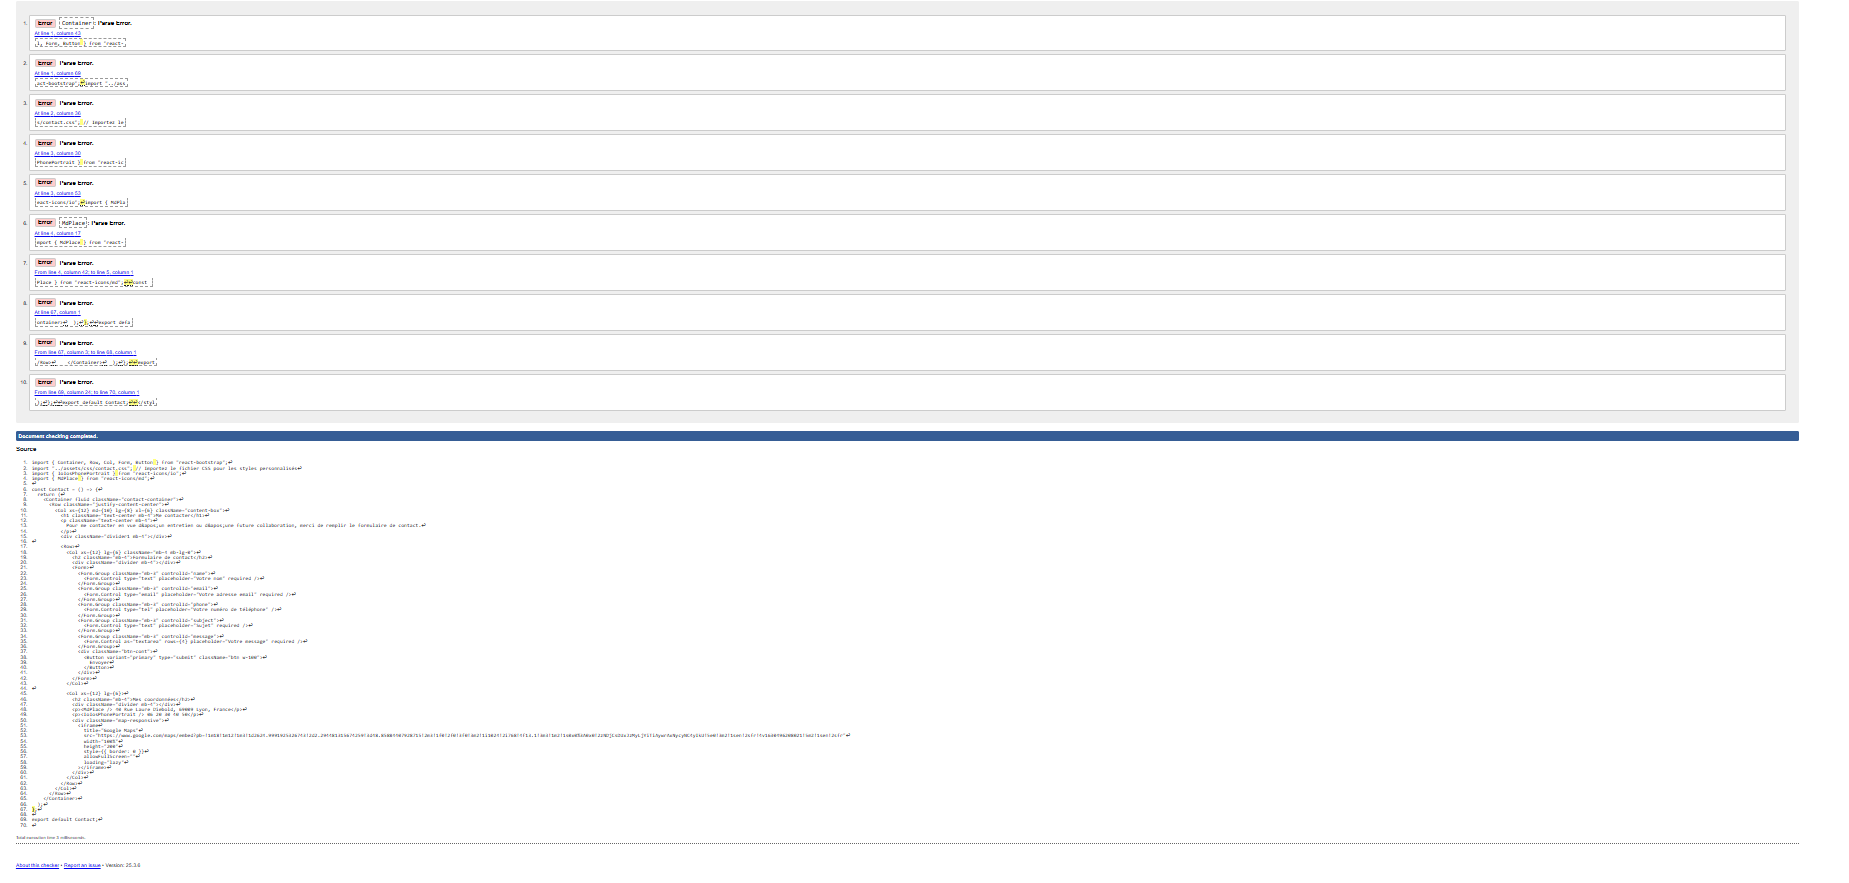 1. Error Container: Parse Error.
At line 1, column 43
l, Form, Button } from "react-
2. Error Parse Error.
At line 1, column 69
act-bootstrap";↩import "../ass
3. Error Parse Error.
At line 2, column 36
s/contact.css"; // Importez le
4. Error Parse Error.
At line 3, column 30
PhonePortrait } from "react-ic
5. Error Parse Error.
At line 3, column 53
eact-icons/io";↩import { MdPla
6. Error MdPlace: Parse Error.
At line 4, column 17
mport { MdPlace } from "react-
7. Error Parse Error.
From line 4, column 42; to line 5, column 1
Place } from "react-icons/md";↩↩const
8. Error Parse Error.
At line 67, column 1
ontainer>↩ );↩};↩↩export defa
9. Error Parse Error.
From line 67, column 3; to line 68, column 1
/Row>↩ </Container>↩ );↩};↩↩export
10. Error Parse Error.
From line 69, column 24; to line 70, column 1
);↩};↩↩export default Contact;↩↩</styl
Document checking completed.
Source
1. import { Container, Row, Col, Form, Button } from "react-bootstrap";↩
2. import "../assets/css/contact.css"; // Importez le fichier CSS pour les styles personnalisés↩
3. import { IoIosPhonePortrait } from "react-icons/io";↩
4. import { MdPlace } from "react-icons/md";↩
5. ↩
6. const Contact = () => {↩
7. return (↩
8. <Container fluid className="contact-container">↩
9. <Row className="justify-content-center">↩
10. <Col xs={12} md={10} lg={8} xl={6} className="content-box">↩
11. <h1 className="text-center mb-4">Me contacter</h1>↩
12. <p className="text-center mb-4">↩
13. Pour me contacter en vue d&apos;un entretien ou d&apos;une future collaboration, merci de remplir le formulaire de contact.↩
14. </p>↩
15. <div className="divider1 mb-4"></div>↩
16. ↩
17. <Row>↩
18. <Col xs={12} lg={6} className="mb-4 mb-lg-0">↩
19. <h2 className="mb-4">Formulaire de contact</h2>↩
20. <div className="divider mb-4"></div>↩
21. <Form>↩
22. <Form.Group className="mb-3" controlId="name">↩
23. <Form.Control type="text" placeholder="Votre nom" required />↩
24. </Form.Group>↩
25. <Form.Group className="mb-3" controlId="email">↩
26. <Form.Control type="email" placeholder="Votre adresse email" required />↩
27. </Form.Group>↩
28. <Form.Group className="mb-3" controlId="phone">↩
29. <Form.Control type="tel" placeholder="Votre numéro de téléphone" />↩
30. </Form.Group>↩
31. <Form.Group className="mb-3" controlId="subject">↩
32. <Form.Control type="text" placeholder="Sujet" required />↩
33. </Form.Group>↩
34. <Form.Group className="mb-3" controlId="message">↩
35. <Form.Control as="textarea" rows={4} placeholder="Votre message" required />↩
36. </Form.Group>↩
37. <div className="btn-cont">↩
38. <Button variant="primary" type="submit" className="btn w-100">↩
39. Envoyer↩
40. </Button>↩
41. </div>↩
42. </Form>↩
43. </Col>↩
44. ↩
45. <Col xs={12} lg={6}>↩
46. <h2 className="mb-4">Mes coordonnées</h2>↩
47. <div className="divider mb-4"></div>↩
48. <p><MdPlace /> 40 Rue Laure Diebold, 69009 Lyon, France</p>↩
49. <p><IoIosPhonePortrait />
50. <div className="map-responsive">↩
51. <iframe↩
52. title="Google Maps"↩
53. src="https://www.google.com/maps/embed?pb=
54. width="100%"↩
55. height="300"↩
56. style={{ border: 0 }}↩
57. allowFullScreen=""↩
58. loading="lazy"↩
59. ></iframe>↩
60. </div>↩
61. </Col>↩
62. </Row>↩
63. </Col>↩
64. </Row>↩
65. </Container>↩
66. );↩
67. };↩
68. ↩
69. export default Contact;↩
70. ↩
Total execution time 3 milliseconds.
About this checker • Report an issue • Version: 25.3.6